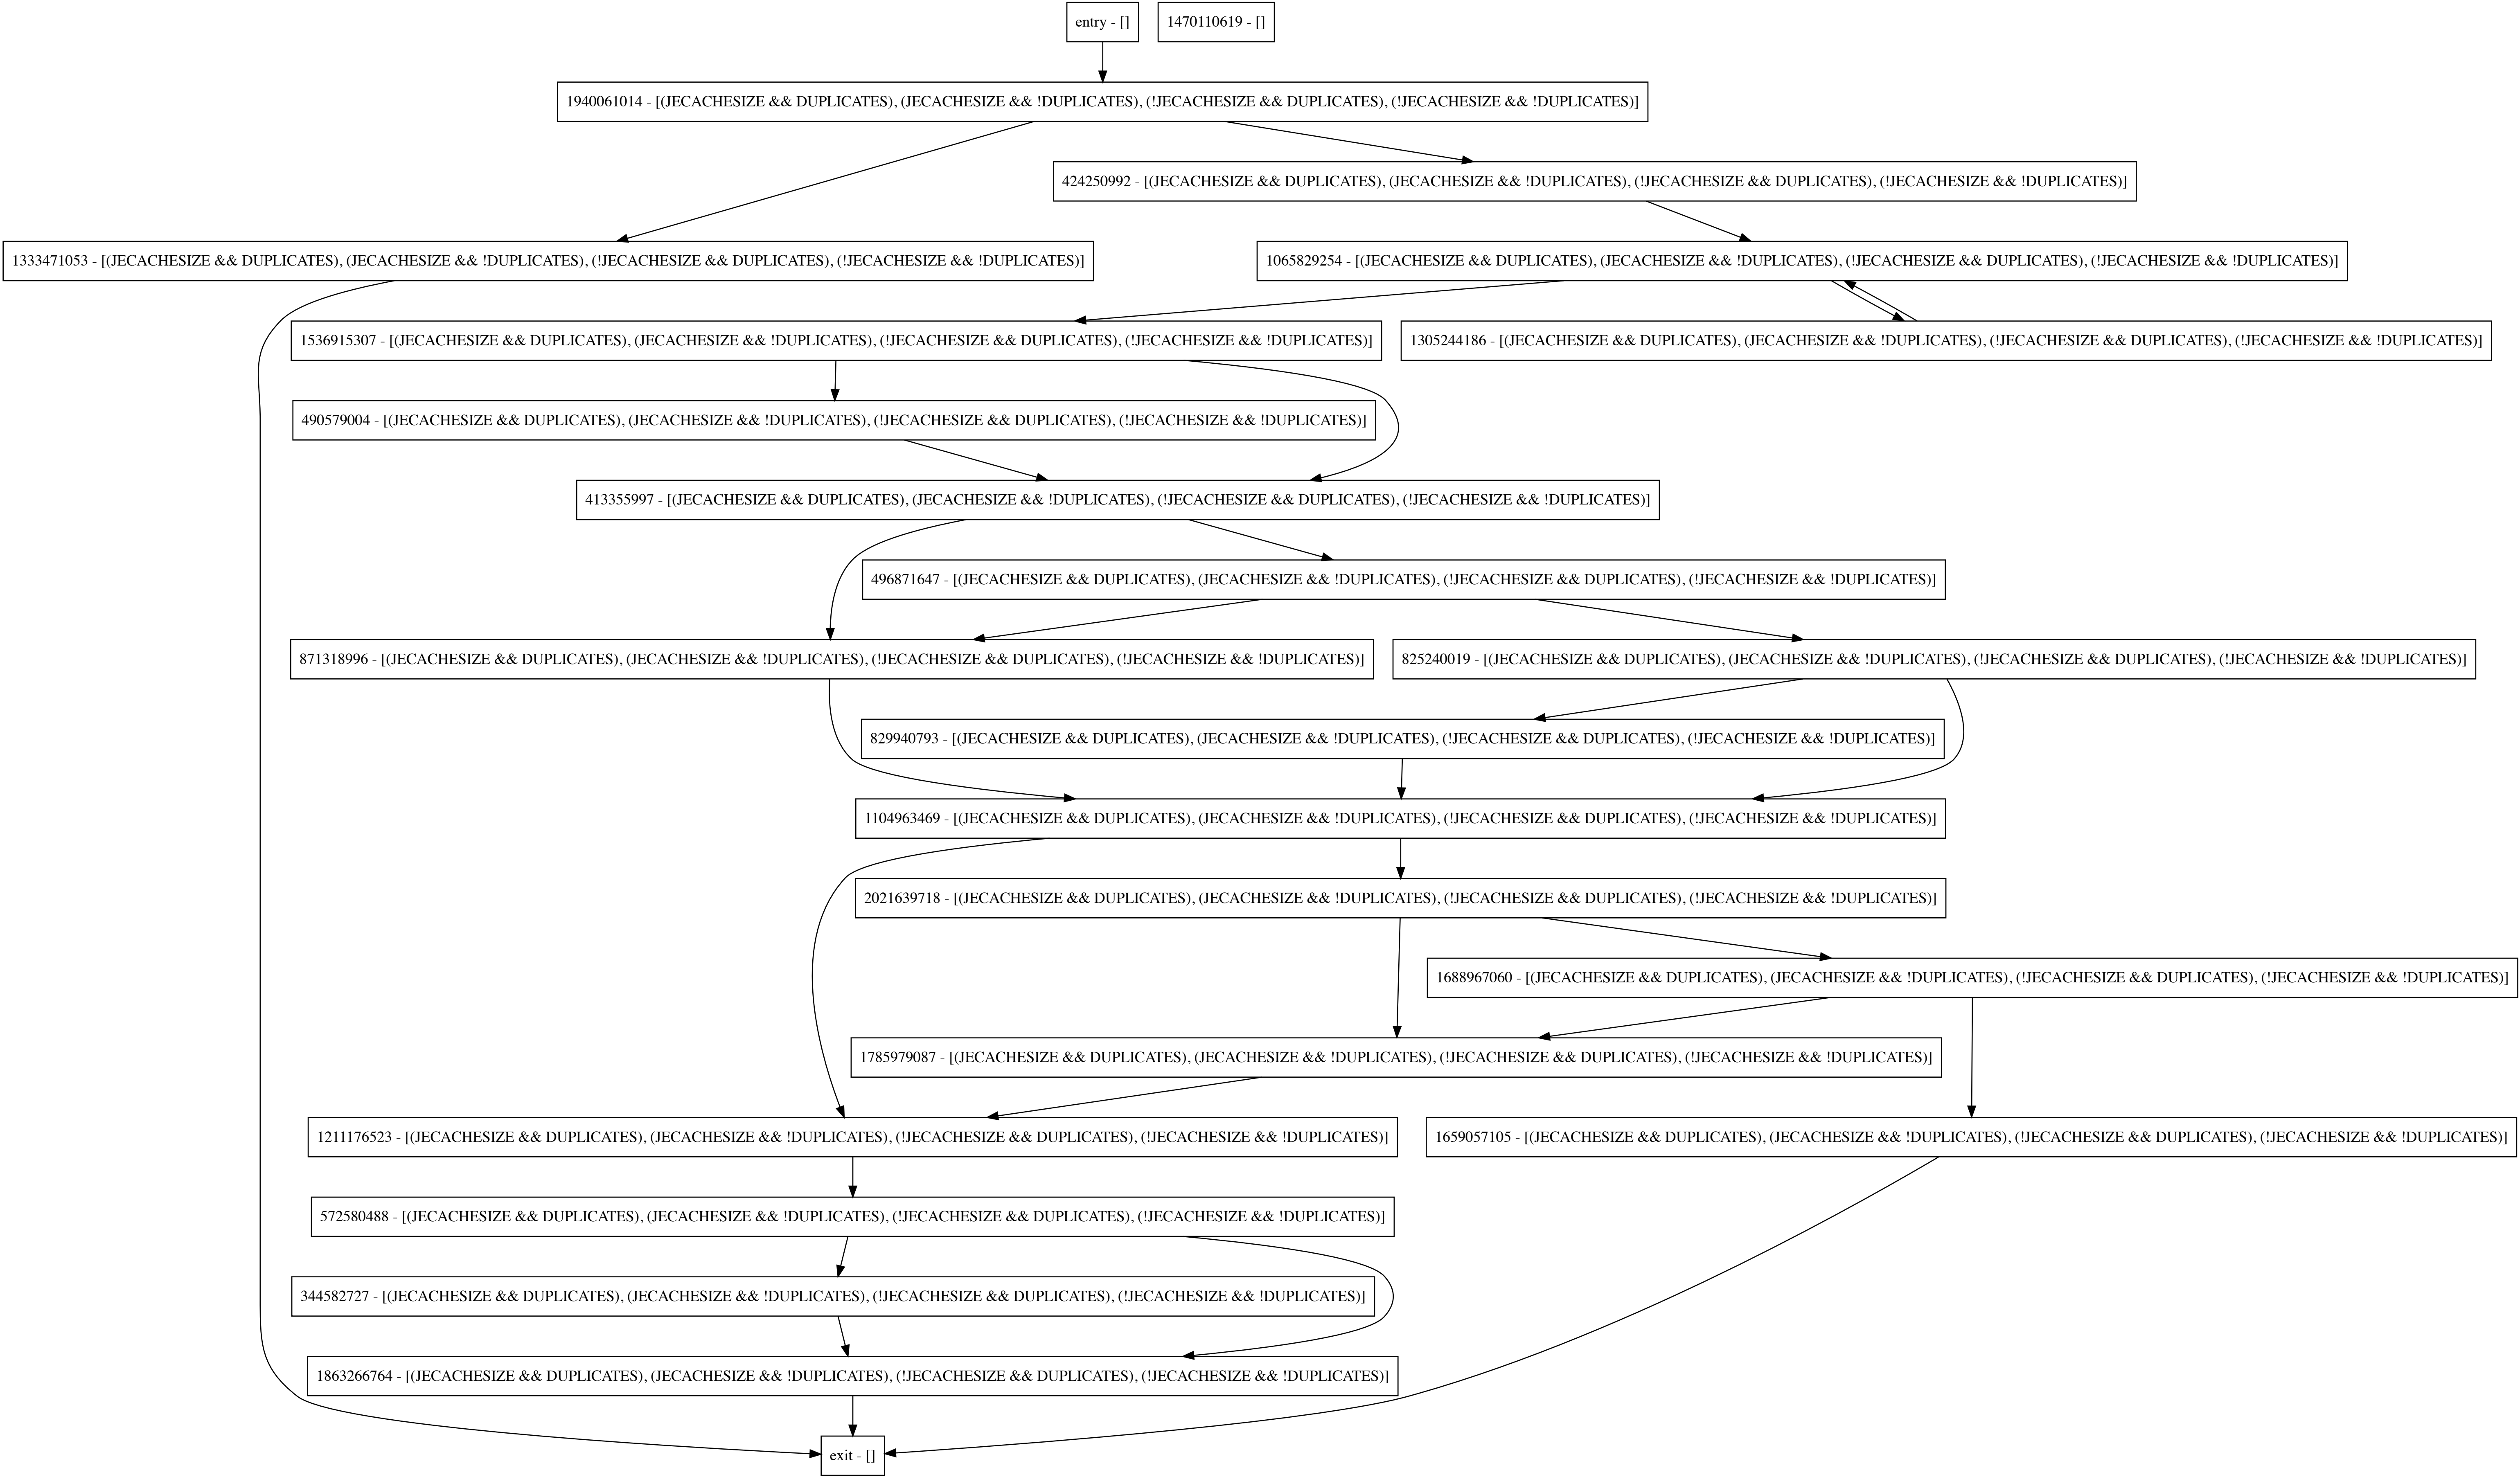 entry - []
1470110619 - []
1940061014 - [(JECACHESIZE && DUPLICATES), (JECACHESIZE && !DUPLICATES), (!JECACHESIZE && DUPLICATES), (!JECACHESIZE && !DUPLICATES)]
424250992 - [(JECACHESIZE && DUPLICATES), (JECACHESIZE && !DUPLICATES), (!JECACHESIZE && DUPLICATES), (!JECACHESIZE && !DUPLICATES)]
1333471053 - [(JECACHESIZE && DUPLICATES), (JECACHESIZE && !DUPLICATES), (!JECACHESIZE && DUPLICATES), (!JECACHESIZE && !DUPLICATES)]
1065829254 - [(JECACHESIZE && DUPLICATES), (JECACHESIZE && !DUPLICATES), (!JECACHESIZE && DUPLICATES), (!JECACHESIZE && !DUPLICATES)]
1536915307 - [(JECACHESIZE && DUPLICATES), (JECACHESIZE && !DUPLICATES), (!JECACHESIZE && DUPLICATES), (!JECACHESIZE && !DUPLICATES)]
1305244186 - [(JECACHESIZE && DUPLICATES), (JECACHESIZE && !DUPLICATES), (!JECACHESIZE && DUPLICATES), (!JECACHESIZE && !DUPLICATES)]
490579004 - [(JECACHESIZE && DUPLICATES), (JECACHESIZE && !DUPLICATES), (!JECACHESIZE && DUPLICATES), (!JECACHESIZE && !DUPLICATES)]
413355997 - [(JECACHESIZE && DUPLICATES), (JECACHESIZE && !DUPLICATES), (!JECACHESIZE && DUPLICATES), (!JECACHESIZE && !DUPLICATES)]
496871647 - [(JECACHESIZE && DUPLICATES), (JECACHESIZE && !DUPLICATES), (!JECACHESIZE && DUPLICATES), (!JECACHESIZE && !DUPLICATES)]
871318996 - [(JECACHESIZE && DUPLICATES), (JECACHESIZE && !DUPLICATES), (!JECACHESIZE && DUPLICATES), (!JECACHESIZE && !DUPLICATES)]
825240019 - [(JECACHESIZE && DUPLICATES), (JECACHESIZE && !DUPLICATES), (!JECACHESIZE && DUPLICATES), (!JECACHESIZE && !DUPLICATES)]
829940793 - [(JECACHESIZE && DUPLICATES), (JECACHESIZE && !DUPLICATES), (!JECACHESIZE && DUPLICATES), (!JECACHESIZE && !DUPLICATES)]
1104963469 - [(JECACHESIZE && DUPLICATES), (JECACHESIZE && !DUPLICATES), (!JECACHESIZE && DUPLICATES), (!JECACHESIZE && !DUPLICATES)]
2021639718 - [(JECACHESIZE && DUPLICATES), (JECACHESIZE && !DUPLICATES), (!JECACHESIZE && DUPLICATES), (!JECACHESIZE && !DUPLICATES)]
1688967060 - [(JECACHESIZE && DUPLICATES), (JECACHESIZE && !DUPLICATES), (!JECACHESIZE && DUPLICATES), (!JECACHESIZE && !DUPLICATES)]
1785979087 - [(JECACHESIZE && DUPLICATES), (JECACHESIZE && !DUPLICATES), (!JECACHESIZE && DUPLICATES), (!JECACHESIZE && !DUPLICATES)]
1211176523 - [(JECACHESIZE && DUPLICATES), (JECACHESIZE && !DUPLICATES), (!JECACHESIZE && DUPLICATES), (!JECACHESIZE && !DUPLICATES)]
1659057105 - [(JECACHESIZE && DUPLICATES), (JECACHESIZE && !DUPLICATES), (!JECACHESIZE && DUPLICATES), (!JECACHESIZE && !DUPLICATES)]
572580488 - [(JECACHESIZE && DUPLICATES), (JECACHESIZE && !DUPLICATES), (!JECACHESIZE && DUPLICATES), (!JECACHESIZE && !DUPLICATES)]
344582727 - [(JECACHESIZE && DUPLICATES), (JECACHESIZE && !DUPLICATES), (!JECACHESIZE && DUPLICATES), (!JECACHESIZE && !DUPLICATES)]
1863266764 - [(JECACHESIZE && DUPLICATES), (JECACHESIZE && !DUPLICATES), (!JECACHESIZE && DUPLICATES), (!JECACHESIZE && !DUPLICATES)]
exit - []